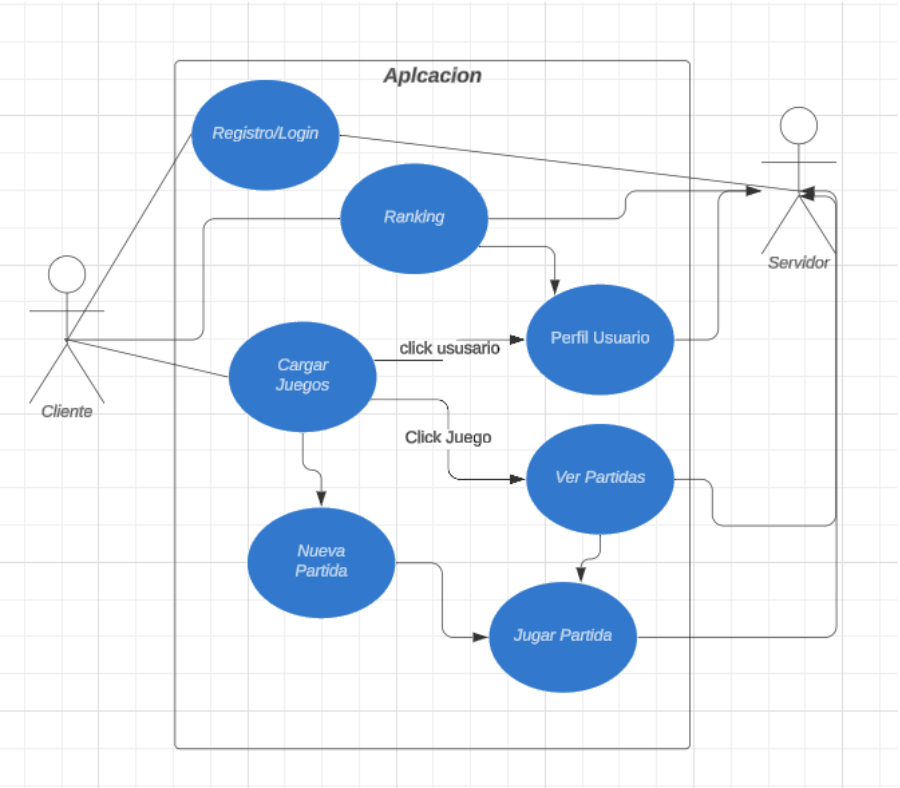 Aplcacion
Registro/Login
Ranking
Servidor
Perfil Usuario
click ususario
Cargar
Juegos
Cliente
Click Juego
Ver Partidas
Nueva
Partida
Jugar Partida